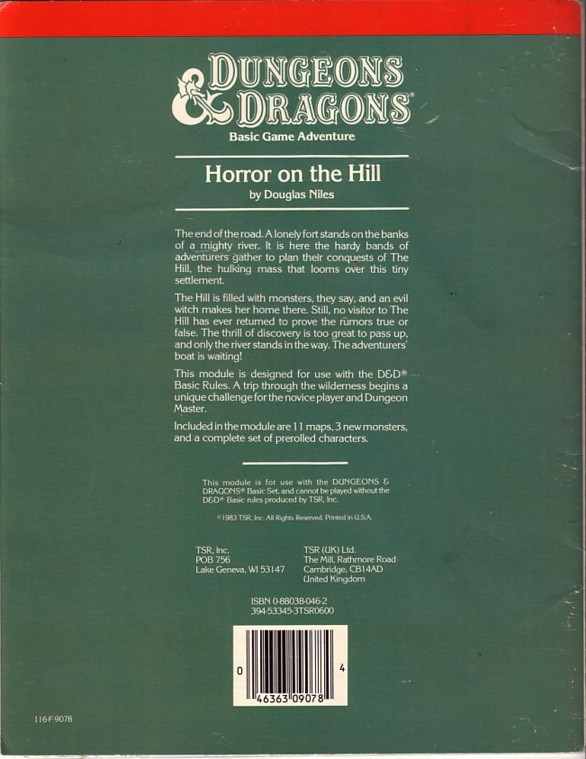 DUNGEONS
& DRAGONS®
Basic Game Adventure
Horror on the Hill
by Douglas Niles
The end of the road. A lonely fort stands on the banks
of a mighty river. It is here the hardy bands of
adventurers gather to plan their conquests of The
Hill, the hulking mass that looms over this tiny
settlement.
The Hill is filled with monsters, they say, and an evil
witch makes her home there. Still, no visitor to The
Hill has ever returned to prove the rumors true or
false. The thrill of discovery is too great to pass up,
and only the river stands in the way. The adventurers'
boat is waiting!
This module is designed for use with the D&D®
Basic Rules. A trip through the wilderness begins a
unique challenge for the novice player and Dungeon
Master.
Included in the module are 11 maps, 3 new monsters,
and a complete set of prerolled characters.
This module is for use with the DUNGEONS &
DRAGONS® Basic Set, and cannot be played without the
D&D® Basic rules produced by TSR, Inc.
©1983 TSR, Inc. All Rights Reserved. Printed in U.S.A.
TSR, Inc.
POB 756
Lake Geneva, WI 53147
TSR (UK) Ltd.
The Mill, Rathmore Road
Cambridge, CB14AD
United Kingdom
ISBN 0-88038-046-2
394-53345-3TSR0600
0 46363 09078 4
116-F-9078